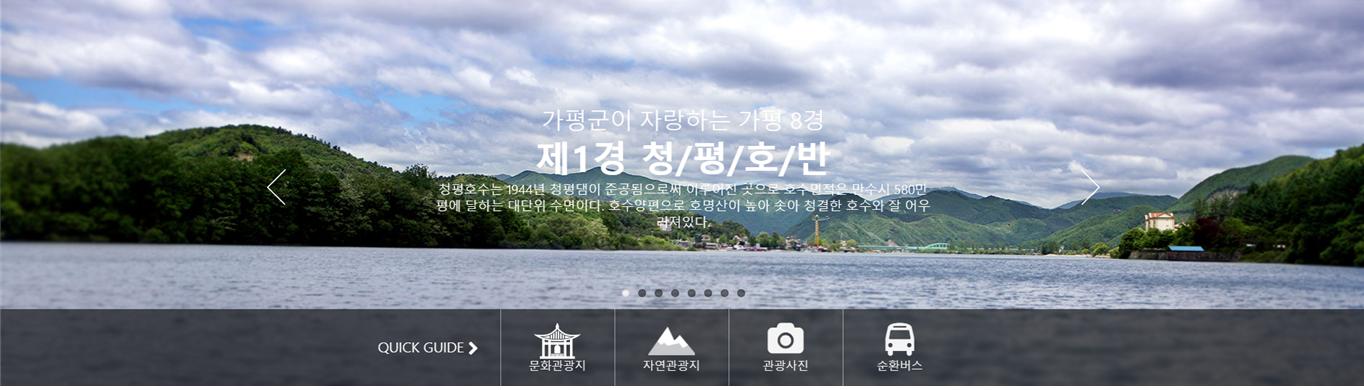 가평군이 자랑하는 가평 8경
제1경 청/평/호/반
청평호수는 1944년 청평댐이 준공됨으로써 이루어진 곳으로 호수면적은 만수시 580만
평에 달하는 대단위 수면이다. 호수양편으로 호명산이 높아 솟아 청결한 호수와 잘 어우
러져있다.
QUICK GUIDE
문화관광지
자연관광지
관광사진
순환버스